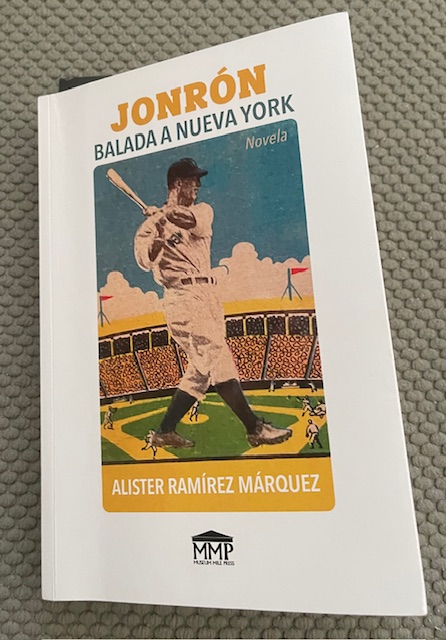 JONRÓN
BALADA A NUEVA YORK
Novela
ALISTER RAMÍREZ MÁRQUEZ
MMP
MUSEUM MILE PRESS